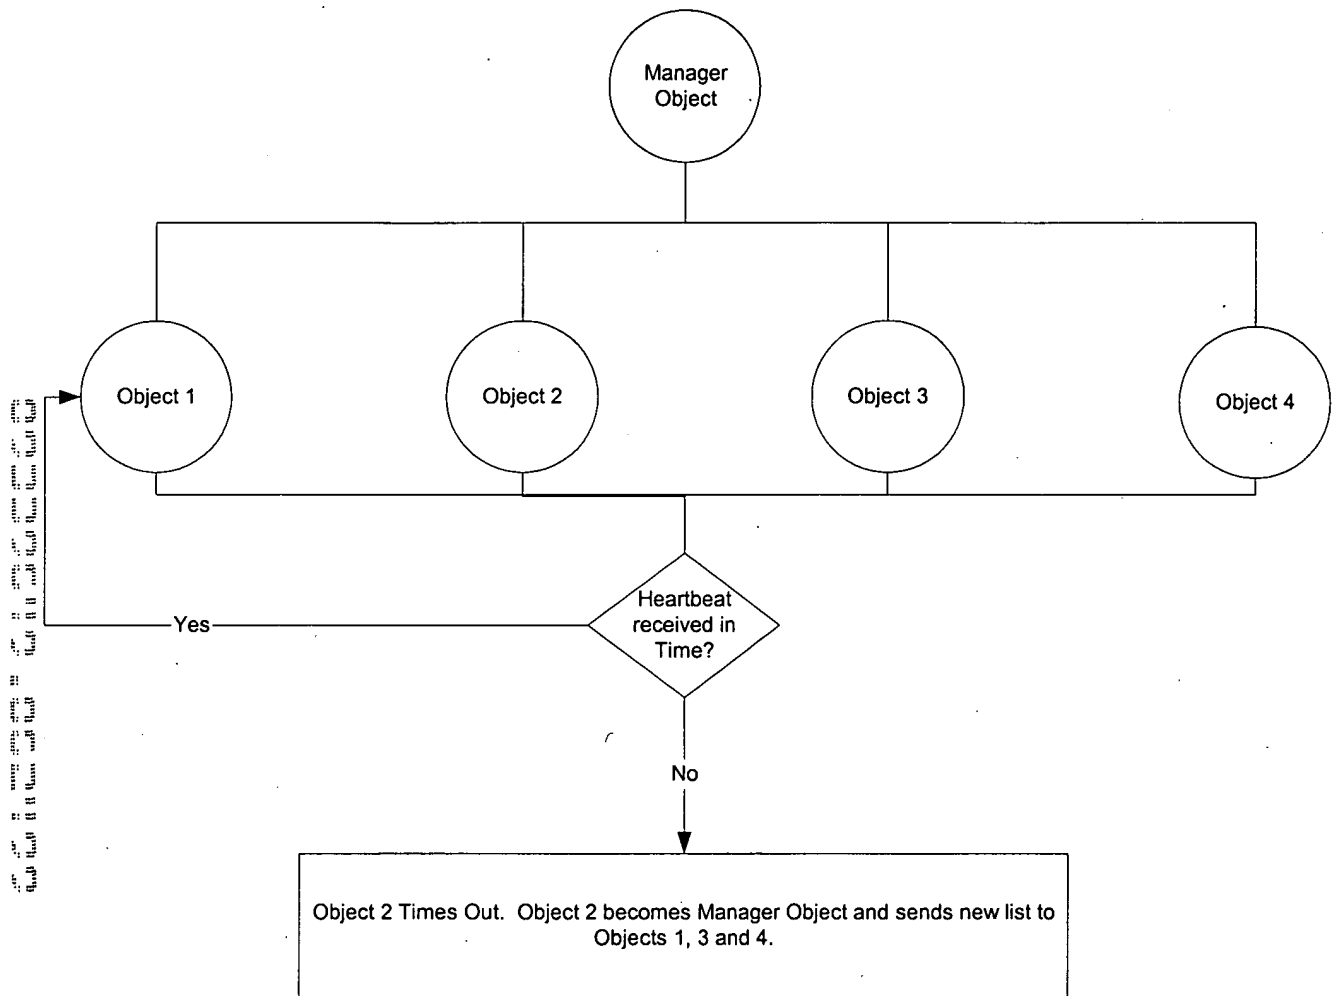 Manager
Object
Object 1
Object 2
Object 3
Object 4
Heartbeat
received in
Time?
Yes
No
Object 2 Times Out. Object 2 becomes Manager Object and sends new list to
Objects 1, 3 and 4.